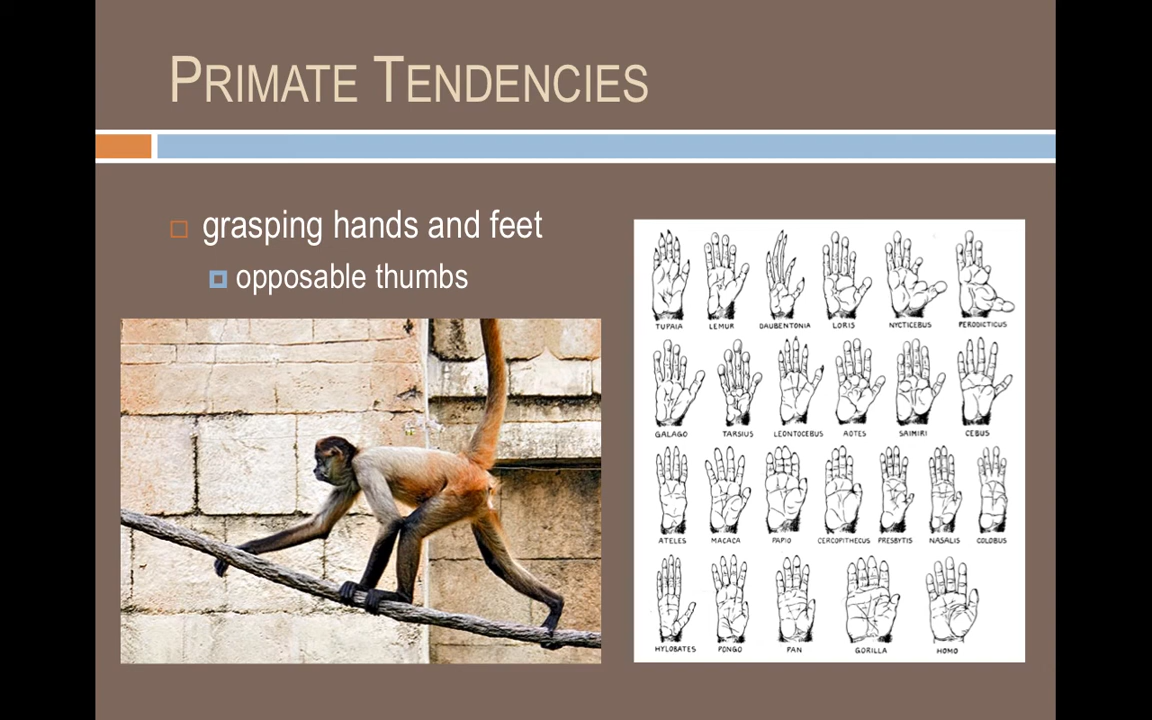 PRIMATE TENDENCIES
grasping hands and feet
opposable thumbs
TUPAIA LEMUR DAUBENTONIA LORIS NYCTICEBUS PERODICTICUS
GALAGO TARSIUS LEONTOCEBUS AOTES SAIMIRI CEBUS
ATELES MACACA PAPIO CERCOPITHECUS PRESBYTIS NASALIS COLOBUS
HYLOBATES PONGO PAN GORILLA HOMO